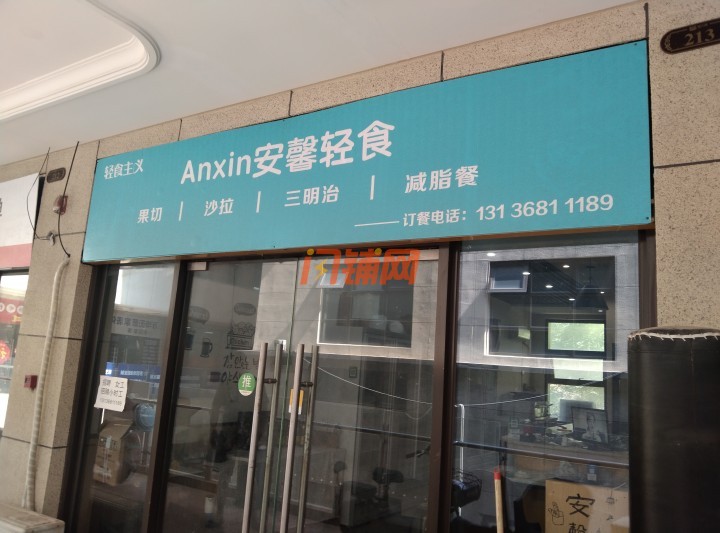 213
轻食主义
Anxin安馨轻食
果切 | 沙拉 | 三明治 | 减脂餐
——订餐电话: 131 3681 1189
闪铺网
推
安
馨